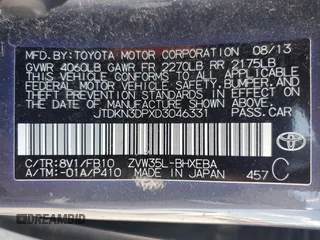 MFD. BY: TOYOTA MOTOR CORPORATION 08/13
GVWR 4060LB GAWR FR 2270LB RR 2175LB
THIS VEHICLE CONFORMS TO ALL APPLICABLE
FEDERAL MOTOR VEHICLE SAFETY, BUMPER, AND
THEFT PREVENTION STANDARDS IN EFFECT ON
THE DATE OF MANUFACTURE SHOWN ABOVE.
JTDKN3DPXD3046331 PASS.CAR
C/TR:8V1/FB10 ZVW35L-BHXEBA
A/TM:-01A/P410 MADE IN JAPAN 457 C
© AutoBidMaster